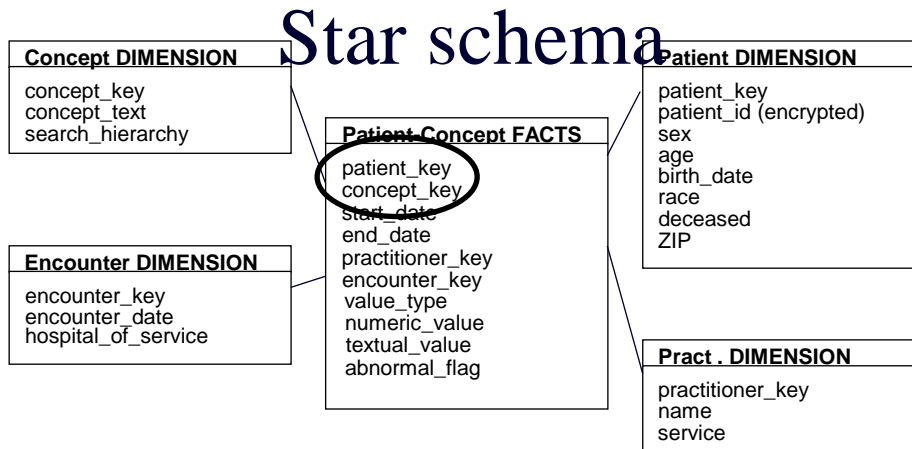 Star schema
Concept DIMENSION
concept_key
concept_text
search_hierarchy
Encounter DIMENSION
encounter_key
encounter_date
hospital_of_service
Patient-Concept FACTS
patient_key
concept_key
start_date
end_date
practitioner_key
encounter_key
value_type
numeric_value
textual_value
abnormal_flag
Patient DIMENSION
patient_key
patient_id (encrypted)
sex
age
birth_date
race
deceased
ZIP
Pract . DIMENSION
practitioner_key
name
service